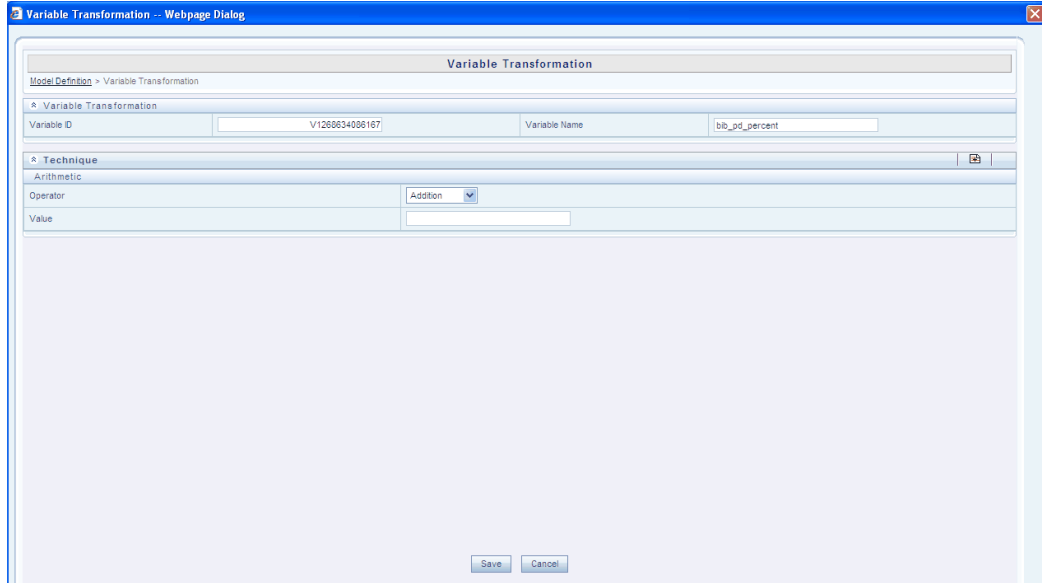 Variable Transformation -- Webpage Dialog
Variable Transformation
Model Definition > Variable Transformation
Variable Transformation
Variable ID V1268634086167 Variable Name bib_pd_percent
Technique
Arithmetic
Operator Addition
Value
Save Cancel